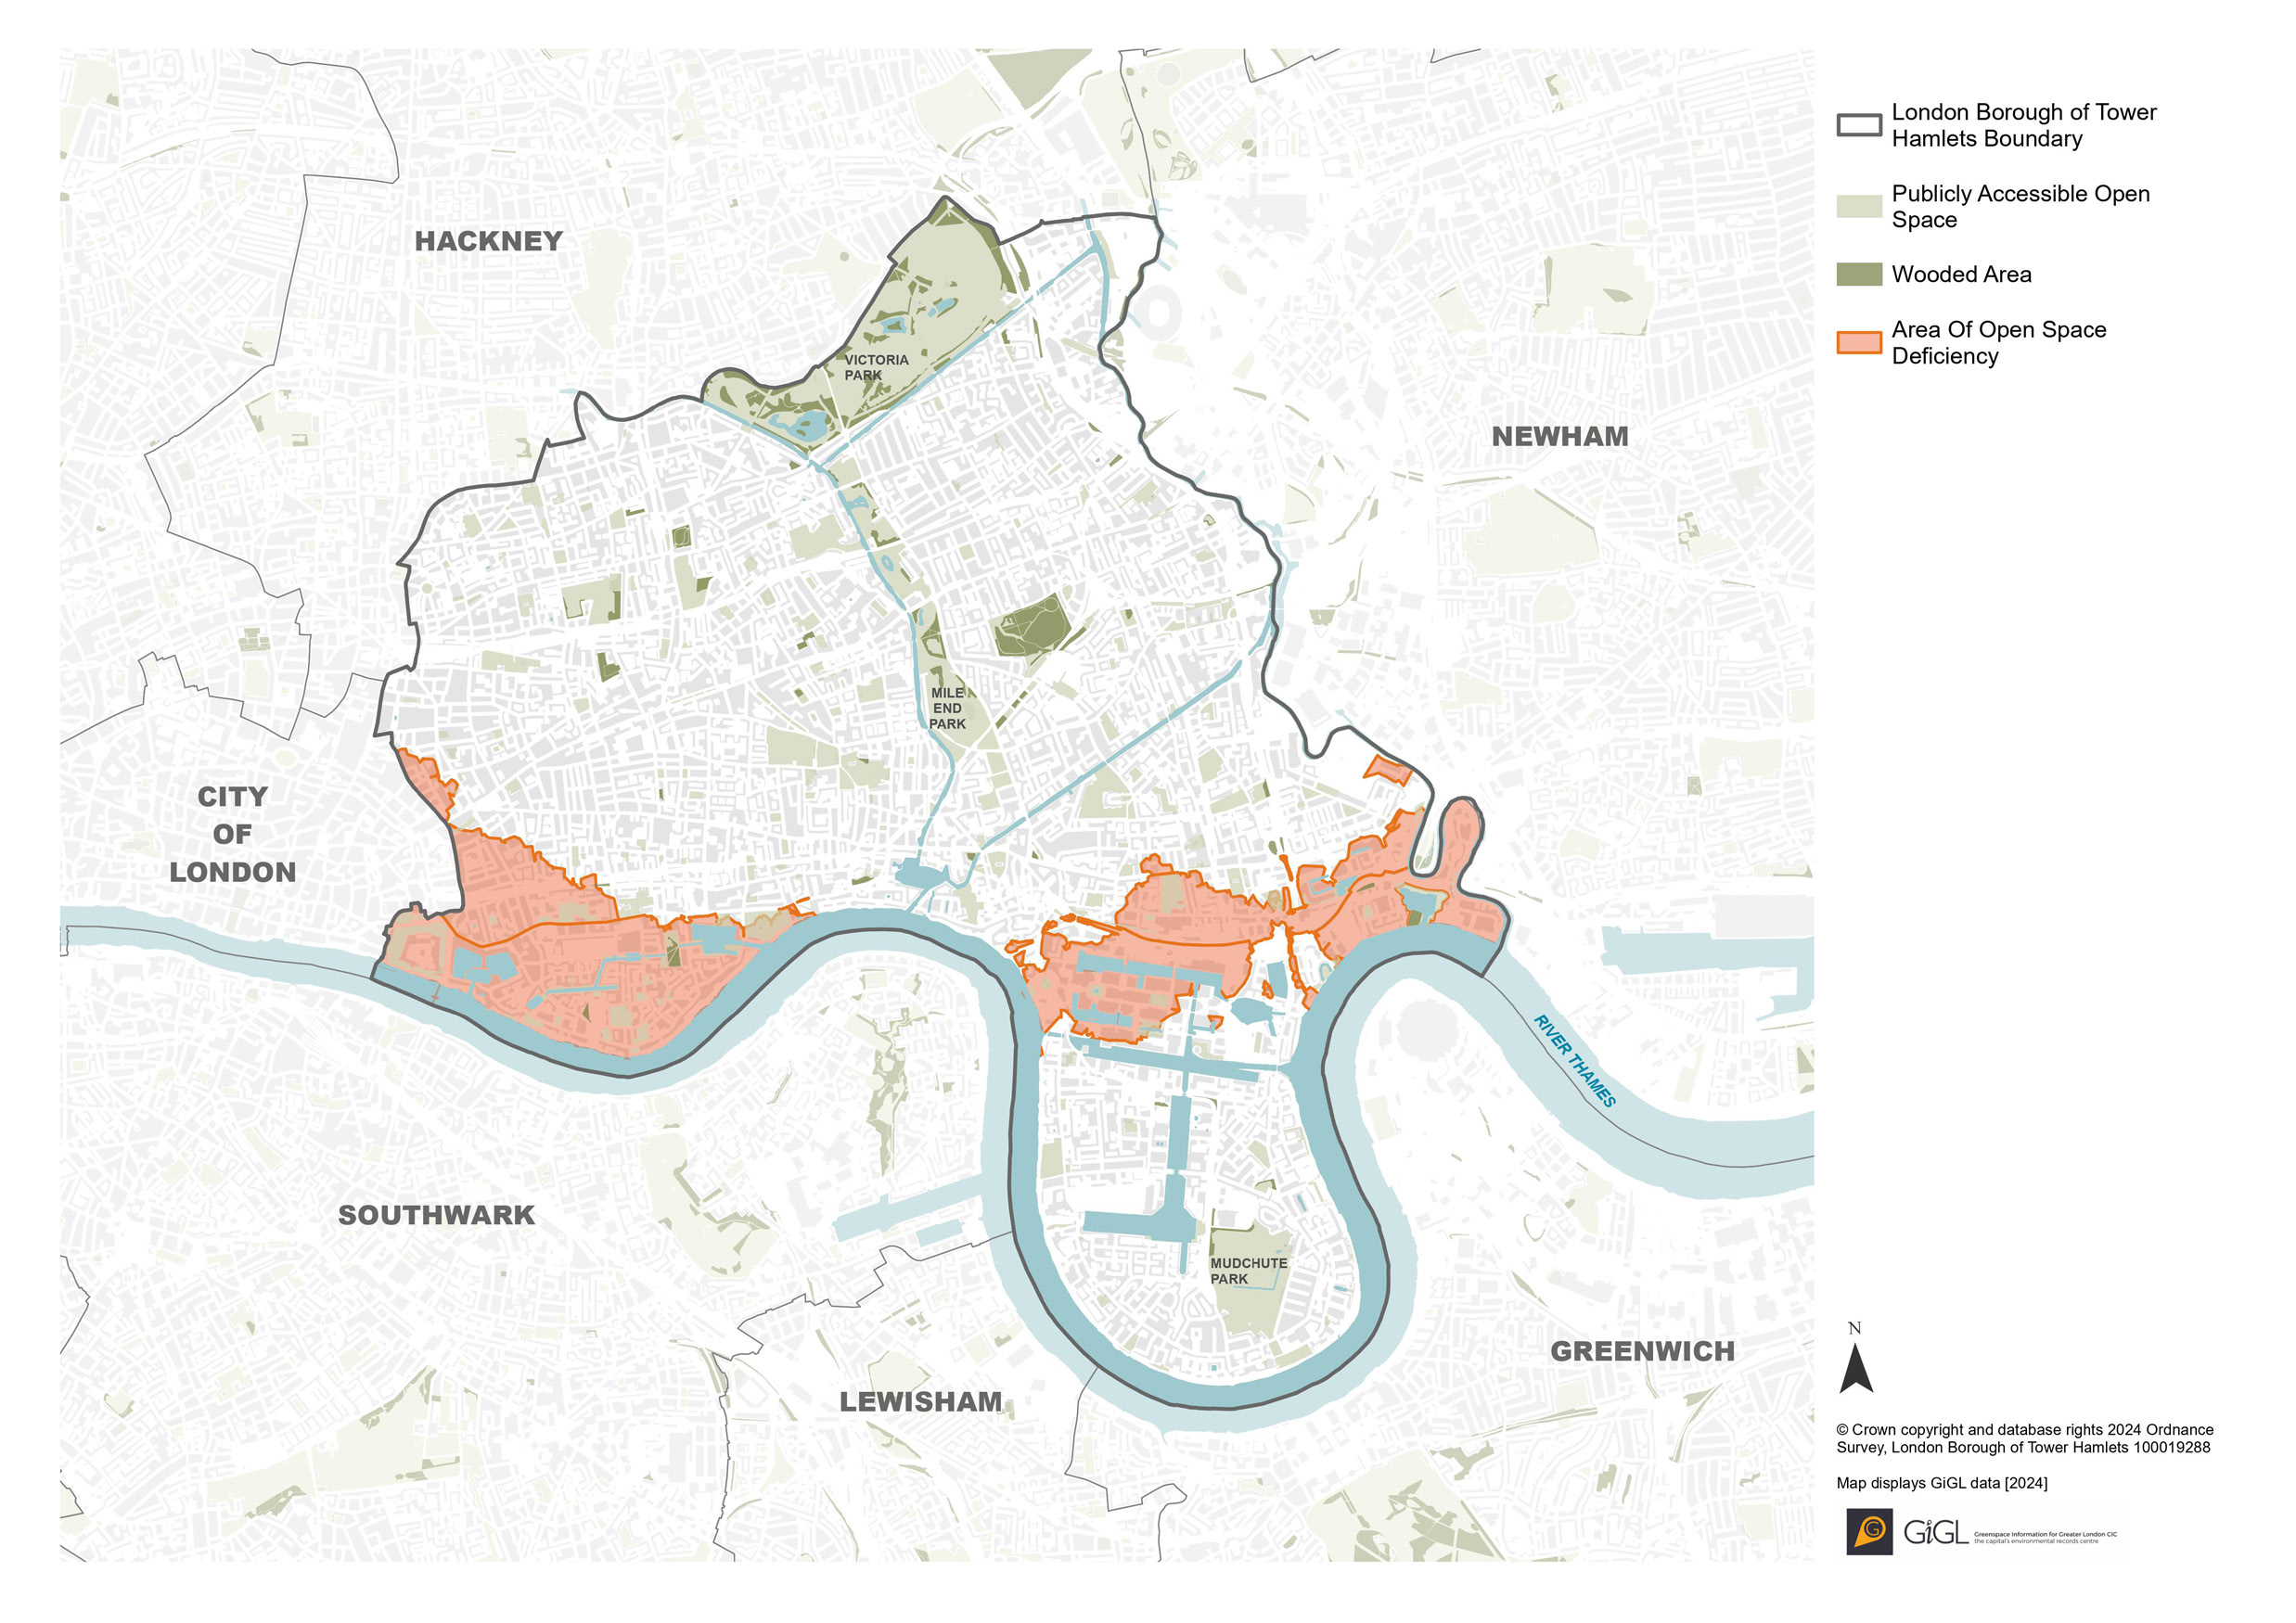 HACKNEY
VICTORIA
PARK
NEWHAM
MILE
END
PARK
CITY
OF
LONDON
RIVER THAMES
SOUTHWARK
MUDCHUTE
PARK
GREENWICH
LEWISHAM
London Borough of Tower
Hamlets Boundary
Publicly Accessible Open
Space
Wooded Area
Area Of Open Space
Deficiency
N
© Crown copyright and database rights 2024 Ordnance
Survey, London Borough of Tower Hamlets 100019288
Map displays GiGL data [2024]
G
GiGL
Greenspace Information for Greater London CIC
the capital's environmental records centre